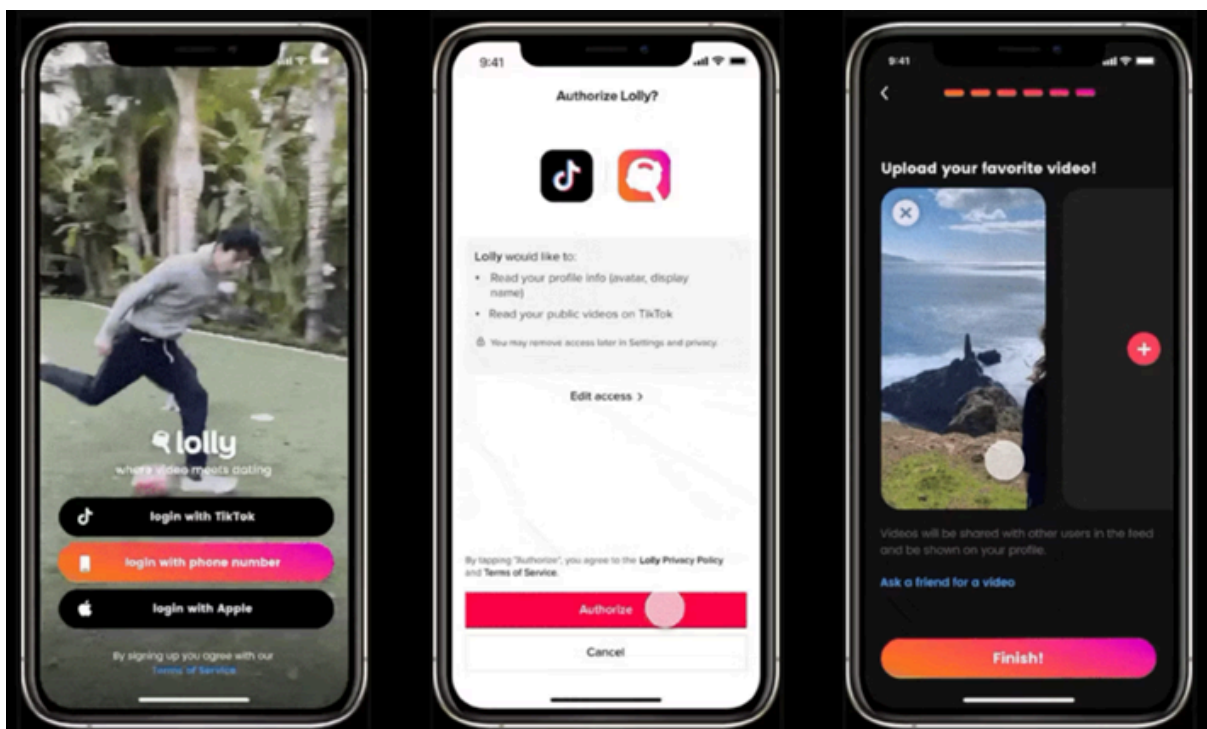 lolly
where video meets dating
login with TikTok
login with phone number
login with Apple
By signing up you agree with our
Terms of Service
9:41
Authorize Lolly?
Lolly would like to:
• Read your profile info (avatar, display
name)
• Read your public videos on TikTok
You may remove access later in Settings and privacy.
Edit access >
By tapping "Authorize", you agree to the Lolly Privacy Policy
and Terms of Service.
Authorize
Cancel
9:41
Upload your favorite video!
Videos will be shared with other users in the feed
and be shown on your profile.
Ask a friend for a video
Finish!